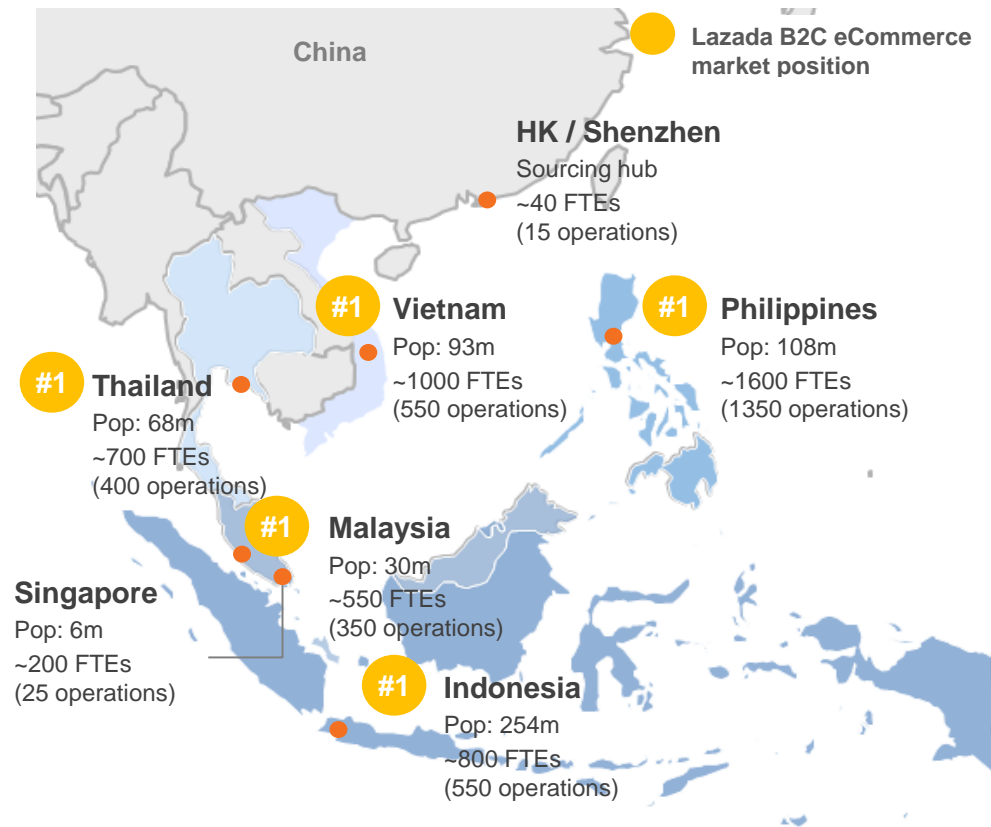 China
Lazada B2C eCommerce
market position
HK / Shenzhen
Sourcing hub
~40 FTEs
(15 operations)
#1
Vietnam
Pop: 93m
~1000 FTEs
(550 operations)
#1
Philippines
Pop: 108m
~1600 FTEs
(1350 operations)
#1
Thailand
Pop: 68m
~700 FTEs
(400 operations)
#1
Malaysia
Pop: 30m
~550 FTEs
(350 operations)
Singapore
Pop: 6m
~200 FTEs
(25 operations)
#1
Indonesia
Pop: 254m
~800 FTEs
(550 operations)